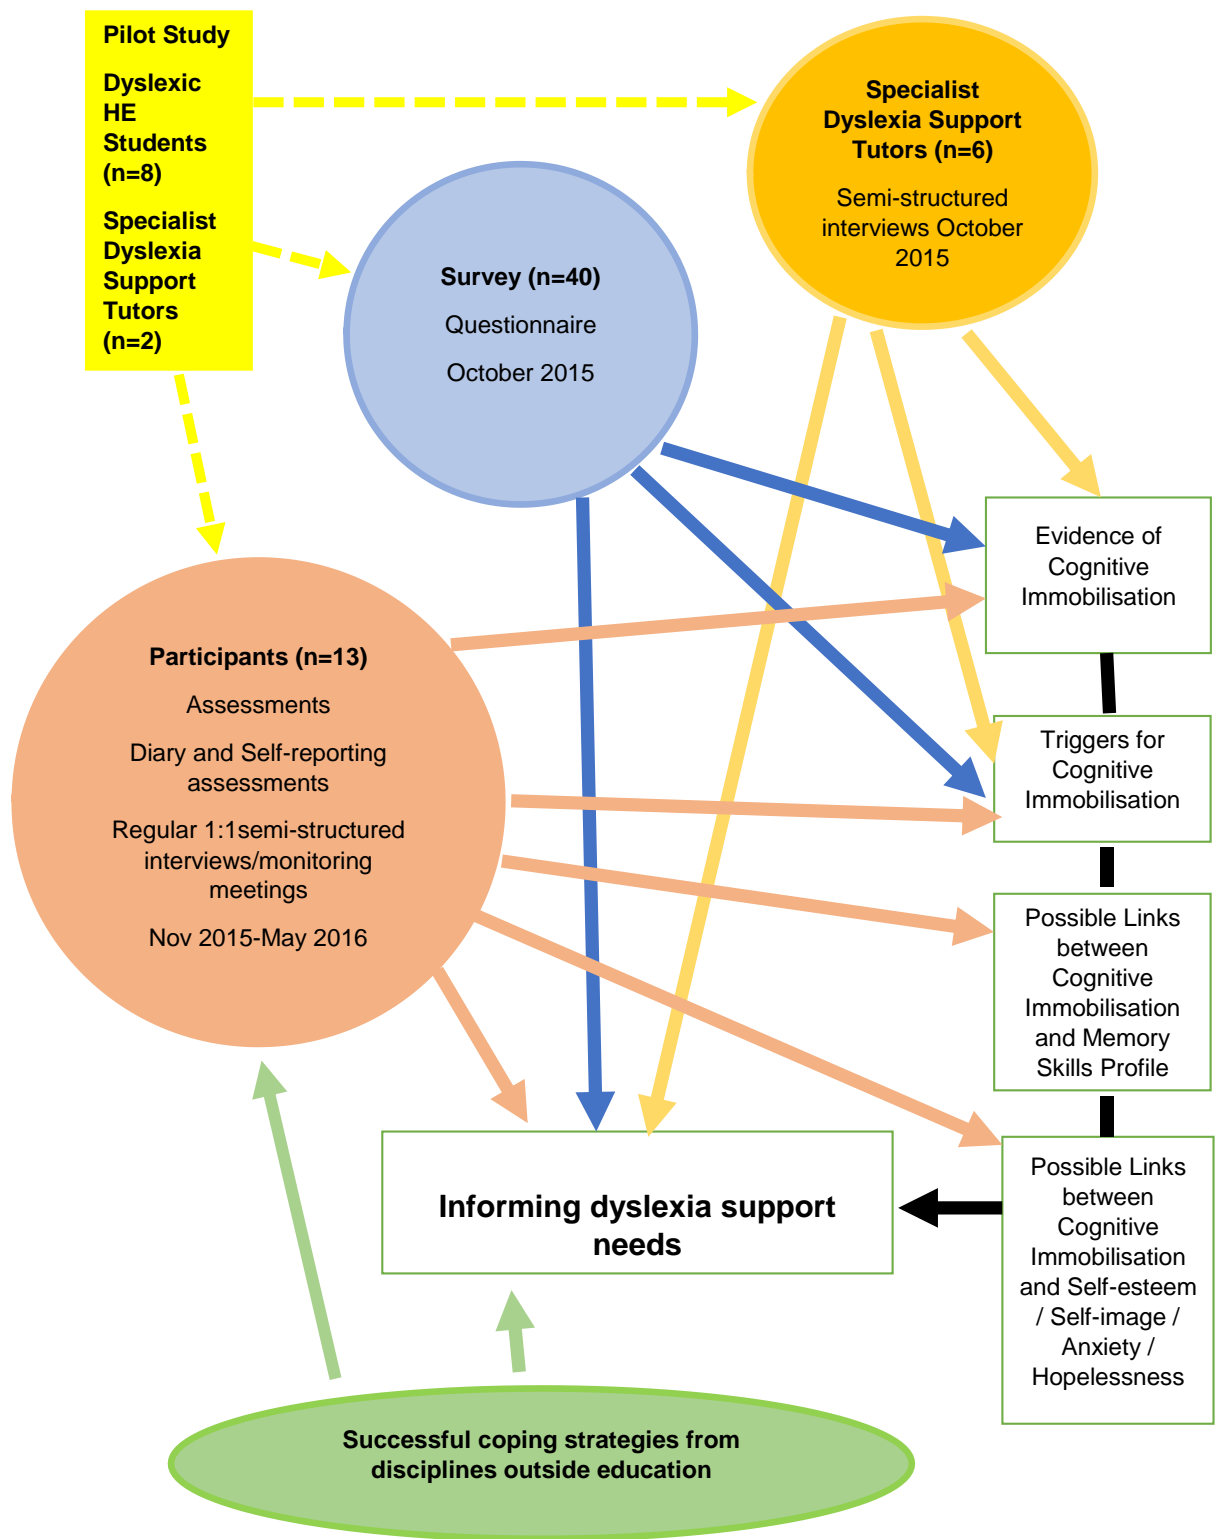 Pilot Study
Dyslexic
HE
Students
(n=8)
Specialist
Dyslexia
Support
Tutors
(n=2)
Specialist
Dyslexia Support
Tutors (n=6)
Semi-structured
interviews October
2015
Survey (n=40)
Questionnaire
October 2015
Participants (n=13)
Assessments
Diary and Self-reporting
assessments
Regular 1:1semi-structured
interviews/monitoring
meetings
Nov 2015-May 2016
Evidence of
Cognitive
Immobilisation
Triggers for
Cognitive
Immobilisation
Possible Links
between
Cognitive
Immobilisation
and Memory
Skills Profile
Possible Links
between
Cognitive
Immobilisation
and Self-esteem
/ Self-image /
Anxiety /
Hopelessness
Informing dyslexia support
needs
Successful coping strategies from
disciplines outside education